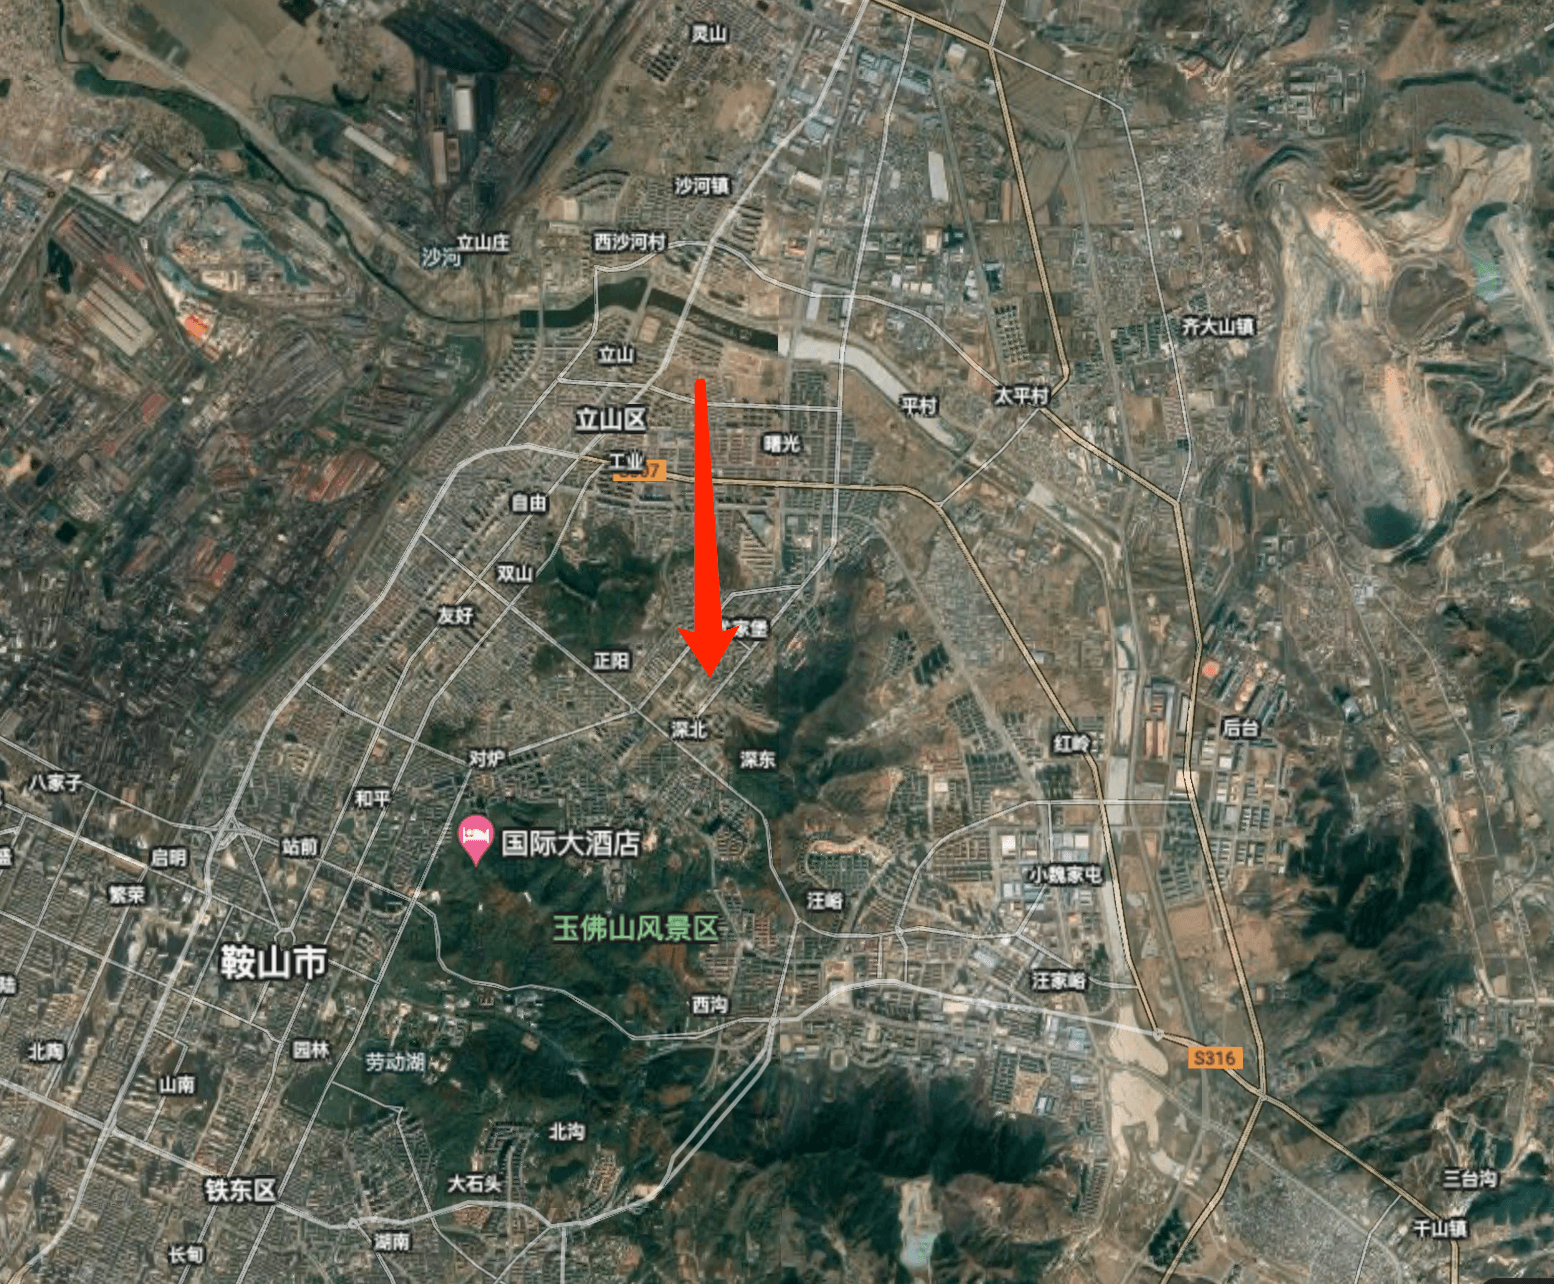 灵山
沙河镇
西沙河村
立山庄
沙河
齐大山镇
立山
太平村
平村
立山区
曙光
工业
自由
双山
友好
家堡
正阳
深北
红岭
后台
对炉
深东
八家子
和平
国际大酒店
站前
启明
小魏家屯
繁荣
汪峪
玉佛山风景区
鞍山市
汪家峪
西沟
北陶
园林
劳动湖
S316
山南
北沟
铁东区
大石头
三台沟
千山镇
湖南
长甸